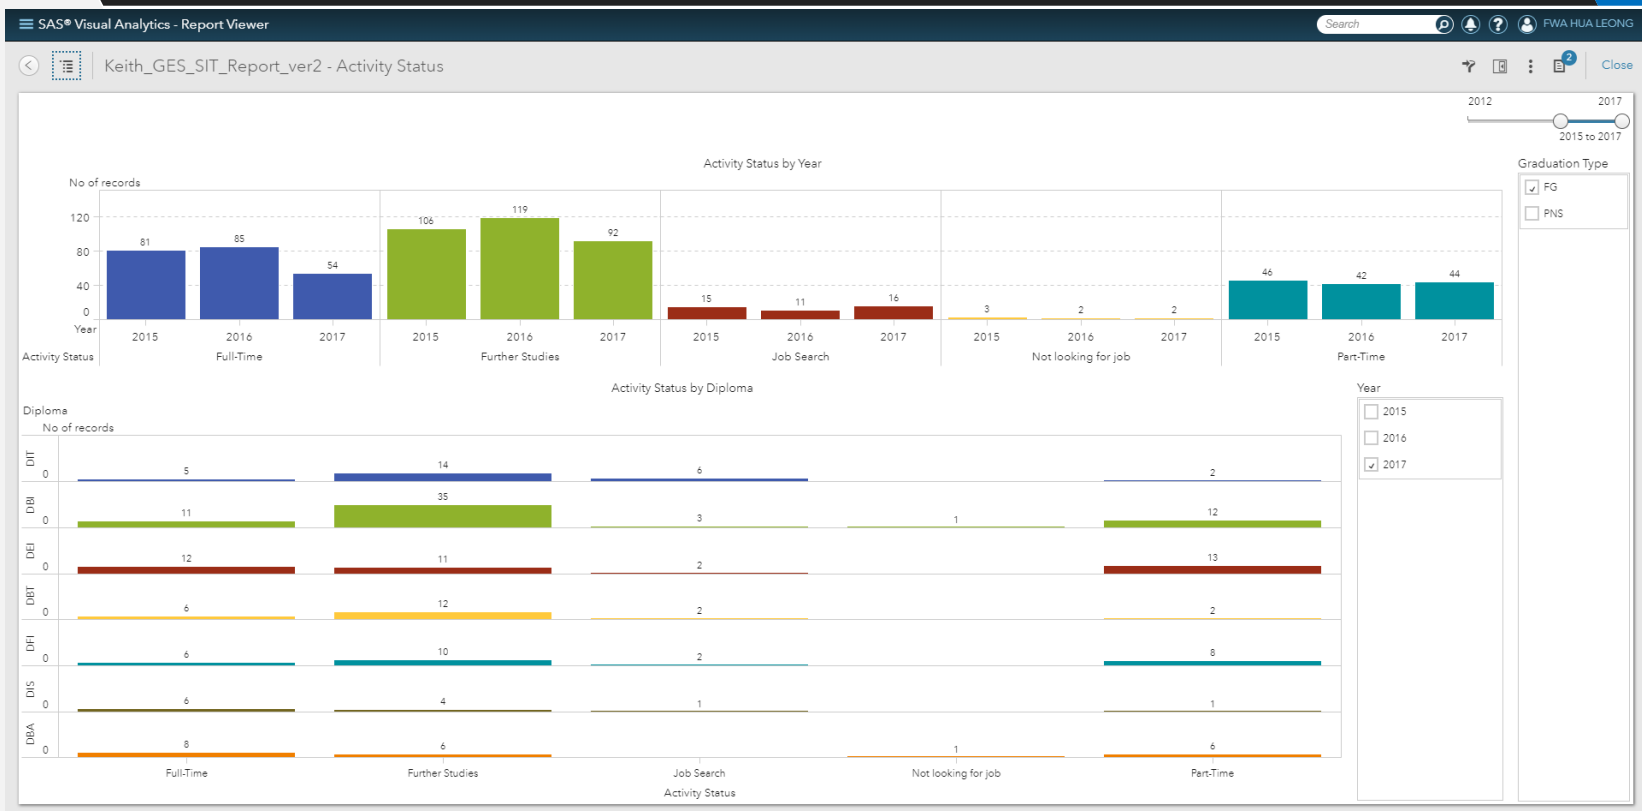 SAS® Visual Analytics - Report Viewer
Search
?
FWA HUA LEONG
Keith_GES_SIT_Report_ver2 - Activity Status
2
Close
2012 2017
2015 to 2017
Activity Status by Year
Graduation Type
FG
PNS
No of records
120
80
40
0
81 85 54 106 119 92 15 11 16 3 2 2 46 42 44
Year
2015 2016 2017 2015 2016 2017 2015 2016 2017 2015 2016 2017 2015 2016 2017
Activity Status Full-Time Further Studies Job Search Not looking for job Part-Time
Activity Status by Diploma
Year
2015
2016
2017
Diploma
No of records
DIT 0 5 14 6 2
DBI 0 11 35 3 1 12
DEI 0 12 11 2 13
DBT 0 6 12 2 2
DFI 0 6 10 2 8
DIS 0 6 4 1 1
DBA 0 8 6 1 6
Full-Time Further Studies Job Search Not looking for job Part-Time
Activity Status